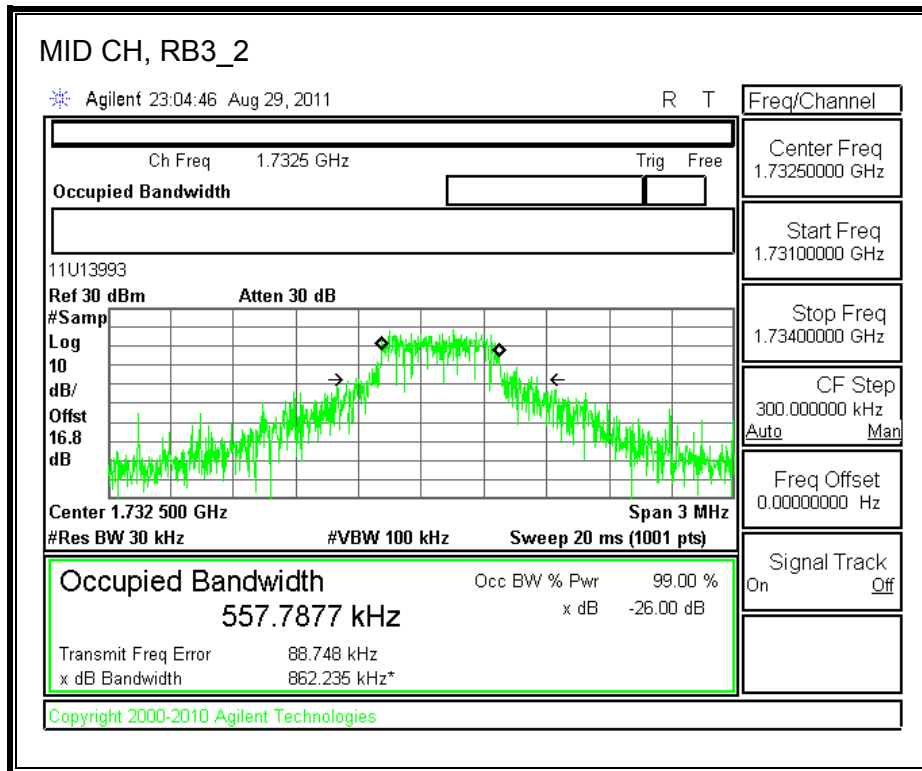 MID CH, RB3_2
Agilent 23:04:46 Aug 29, 2011 R T
Freq/Channel
Ch Freq 1.7325 GHz Trig Free
Occupied Bandwidth
Center Freq
1.73250000 GHz
Start Freq
1.73100000 GHz
Stop Freq
1.73400000 GHz
CF Step
300.000000 kHz
Auto Man
Freq Offset
0.00000000 Hz
Signal Track
On Off
11U13993
Ref 30 dBm Atten 30 dB
#Samp
Log
10
dB/
Offst
16.8
dB
Center 1.732 500 GHz Span 3 MHz
#Res BW 30 kHz #VBW 100 kHz Sweep 20 ms (1001 pts)
Occupied Bandwidth Occ BW % Pwr 99.00 %
557.7877 kHz x dB -26.00 dB
Transmit Freq Error 88.748 kHz
x dB Bandwidth 862.235 kHz*
Copyright 2000-2010 Agilent Technologies